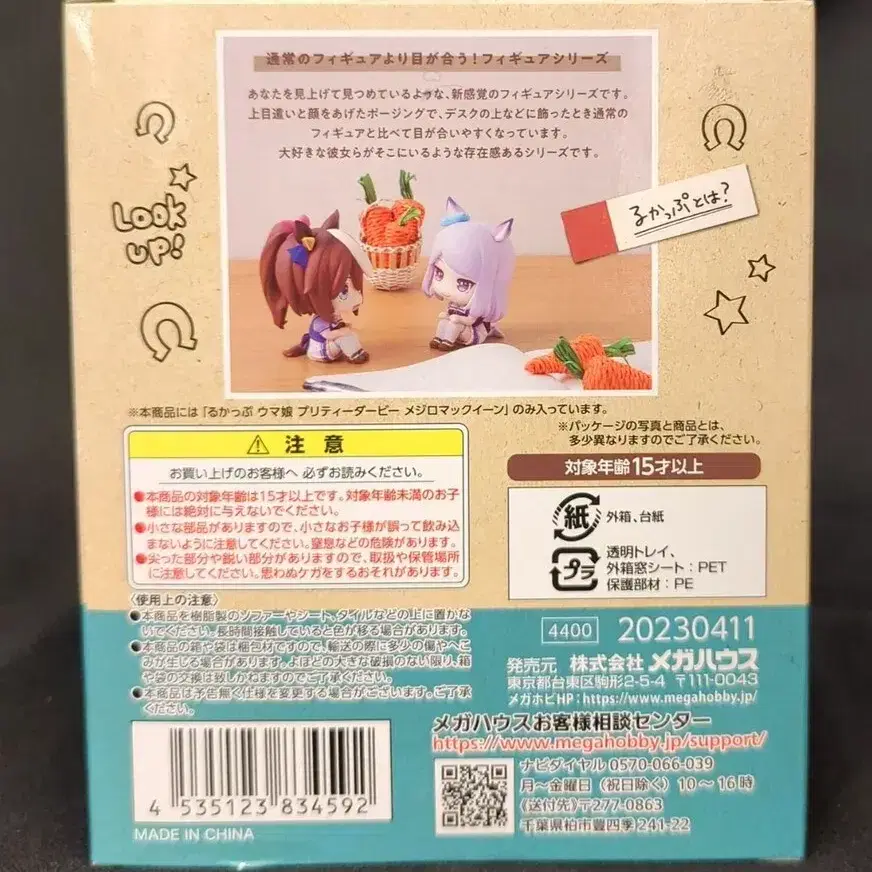 通常のフィギュアより目が合う！フィギュアシリーズ
あなたを見上げて見つめているような、新感覚のフィギュアシリーズです。
上目遣いと顔をあげたポージングで、デスクの上などに飾ったとき通常の
フィギュアと比べて目が合いやすくなっています。
大好きな彼女らがそこにいるような存在感あるシリーズです。
Look
UP!
るかっぷとは?
※本商品には「るかっぷ ウマ娘 プリティーダービー メジロマックイーン」のみ入っています。
※パッケージの写真と商品とは、
多少異なりますのでご了承ください。
注意
お買い上げのお客様へ 必ずお読みください。
●本商品の対象年齢は15才以上です。対象年齢未満のお子
様には絶対に与えないでください。
●小さな部品がありますので、小さなお子様が誤って飲み込
まないように注意してください。窒息などの危険があります。
●尖った部分や鋭い部分がありますので、取扱や保管場所
に注意してください。思わぬケガをするおそれがあります。
対象年齢15才以上
紙 外箱、台紙
プラ 透明トレイ、
外箱窓シート：PET
保護部材：PE
〈使用上の注意〉
●本商品を樹脂製のソファーやシート、タイルなどの上に置かな
いでください。長時間接触していると色が移る場合があります。
●本商品の箱や袋は梱包材ですので、輸送の際に多少の傷やへこ
みが生じる場合があります。よほどの大きな破損のない限り、箱
や袋の交換は致しかねますのでご了承ください。
●本商品は予告無く仕様を変更する場合がございます。ご了承
ください。
4400 20230411
発売元 株式会社 メガハウス
東京都台東区駒形2-5-4 〒111-0043
メガホビHP：https://www.megahobby.jp/
メガハウスお客様相談センター
https://www.megahobby.jp/support/
ナビダイヤル 0570-066-039
月～金曜日（祝日除く）10～16時
〈送付先〉〒277-0863
千葉県柏市豊四季241-22
4 535123 834592
MADE IN CHINA